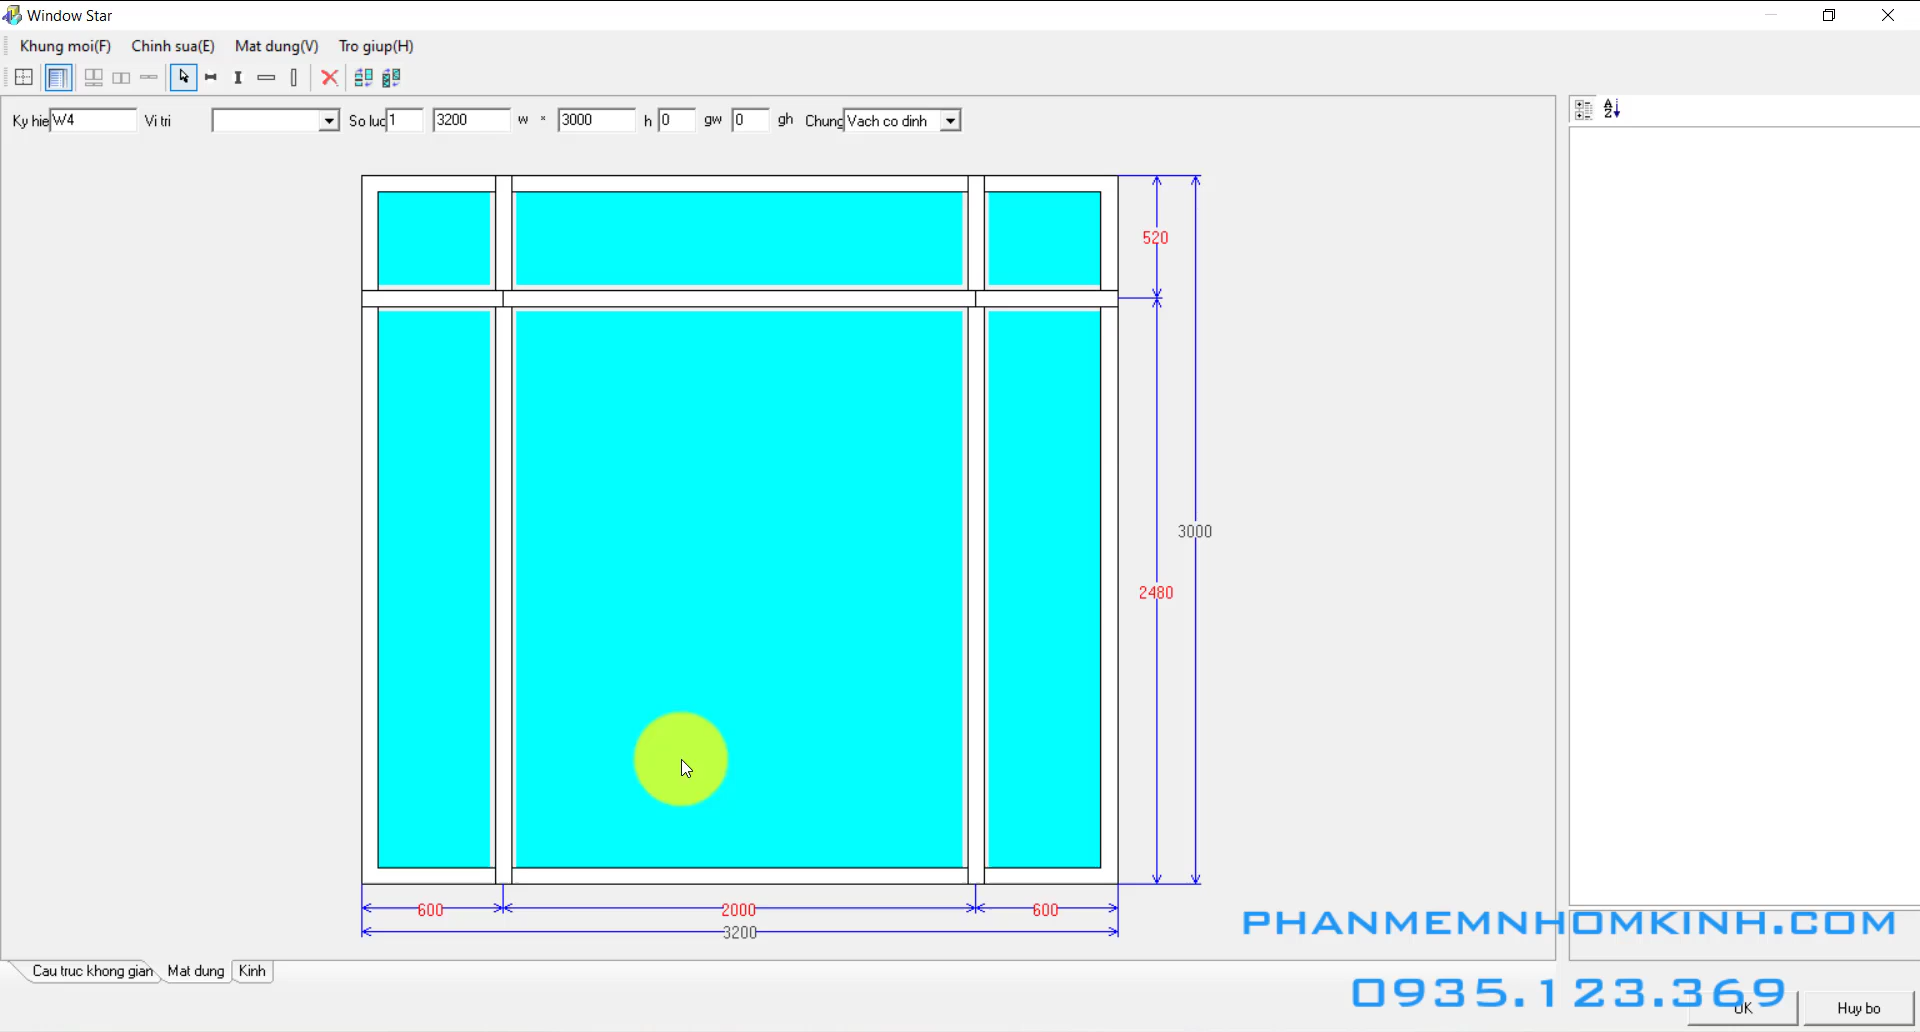 Window Star
Khung moi(F) Chinh sua(E) Mat dung(V) Tro giup(H)
Ky hie W4 Vi tri So luc 1 3200 w * 3000 h 0 gw 0 gh Chung Vach co dinh
520
3000
2480
600 2000 600
3200
PHANMEMNHOMKINH.COM
Cau truc khong gian Mat dung Kinh
0935.123.369
OK Huy bo